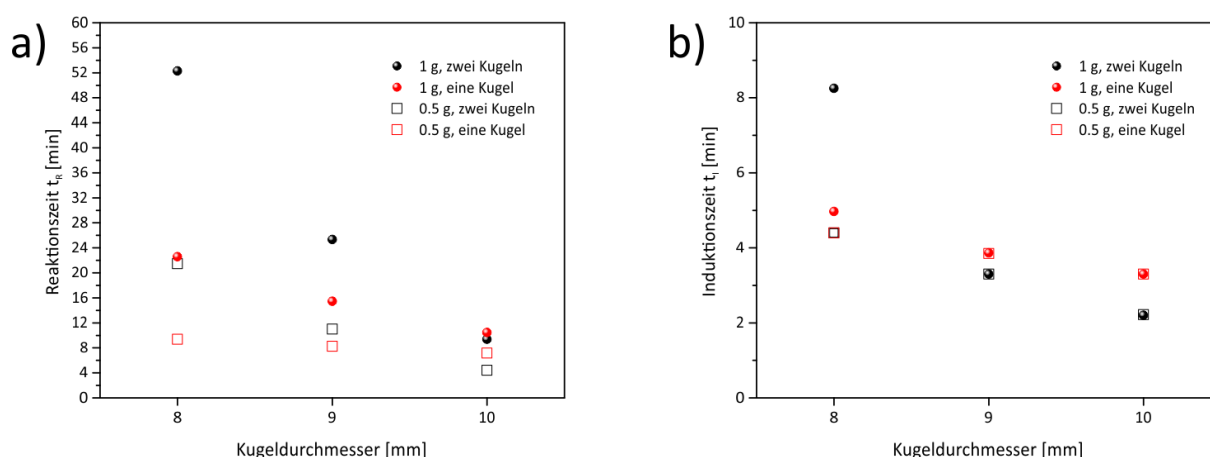 a)
Reaktionszeit tR [min]
60
56
52
48
44
40
36
32
28
24
20
16
12
8
4
0
1 g, zwei Kugeln
1 g, eine Kugel
0.5 g, zwei Kugeln
0.5 g, eine Kugel
8
9
10
Kugeldurchmesser [mm]
b)
Induktionszeit tI [min]
10
8
6
4
2
0
1 g, zwei Kugeln
1 g, eine Kugel
0.5 g, zwei Kugeln
0.5 g, eine Kugel
8
9
10
Kugeldurchmesser [mm]